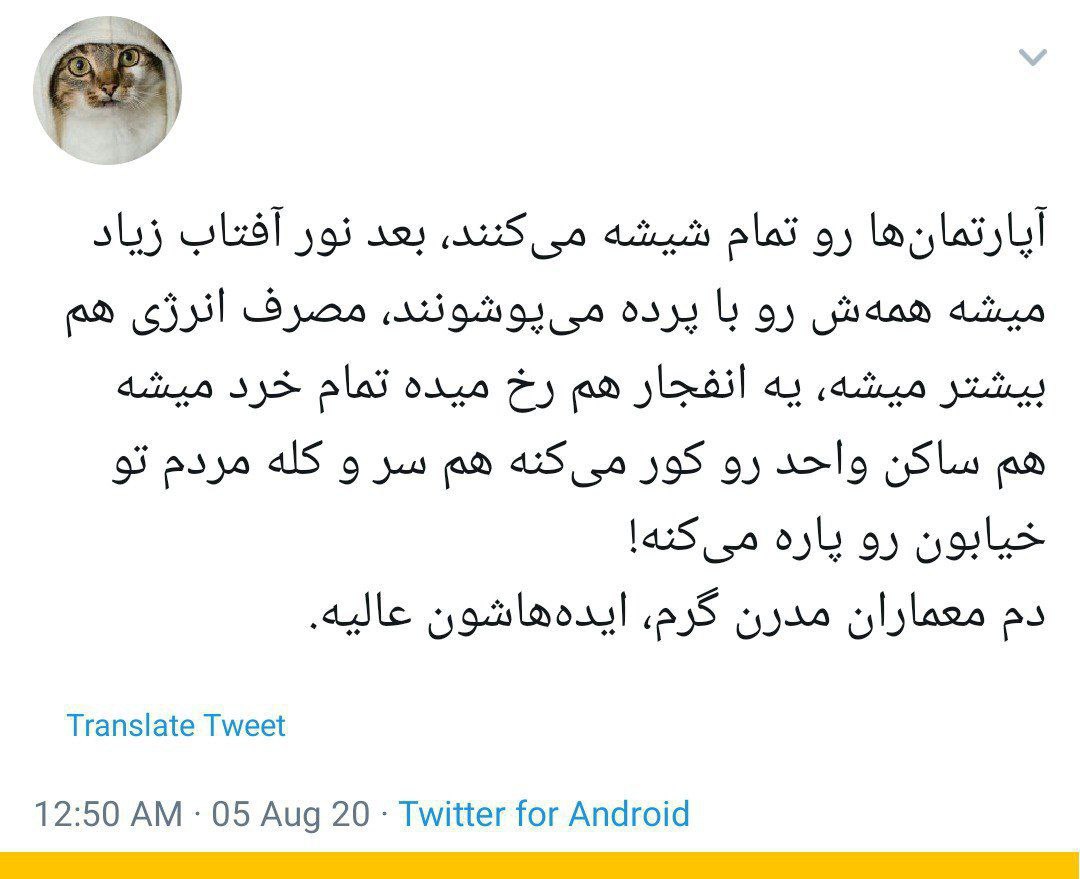 آپارتمان‌ها رو تمام شیشه می‌کنند، بعد نور آفتاب زیاد
میشه همه‌ش رو با پرده می‌پوشونند، مصرف انرژی هم
بیشتر میشه، یه انفجار هم رخ میده تمام خرد میشه
هم ساکن واحد رو کور می‌کنه هم سر و کله مردم تو
خیابون رو پاره می‌کنه!
دم معماران مدرن گرم، ایده‌هاشون عالیه.
Translate Tweet
12:50 AM · 05 Aug 20 · Twitter for Android